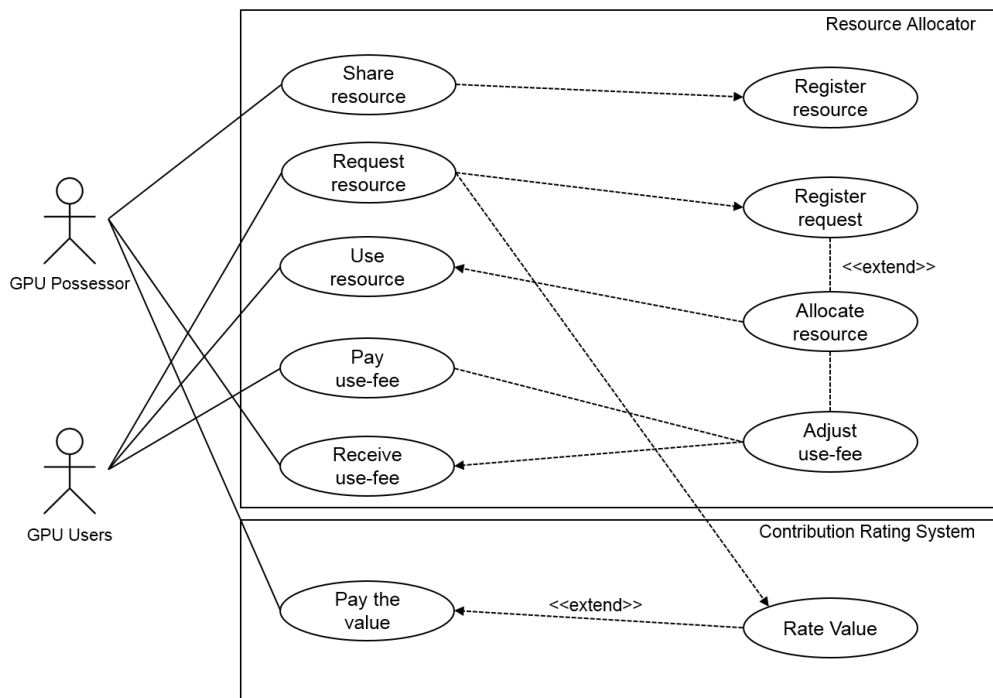 Resource Allocator
Share
resource
Register
resource
Request
resource
Register
request
GPU Possessor
Use
resource
<<extend>>
Allocate
resource
Pay
use-fee
Adjust
use-fee
Receive
use-fee
GPU Users
Contribution Rating System
Pay the
value
<<extend>>
Rate Value